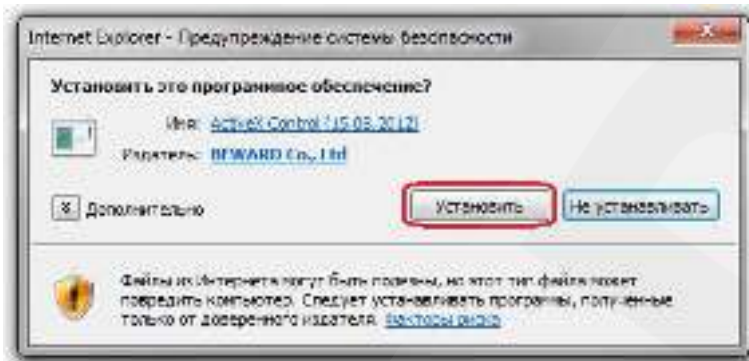 Internet Explorer - Предупреждение системы безопасности
Установить это программное обеспечение?
Имя: ActiveX Control (15.08.2012)
Издатель: BEWARD Co., Ltd
Дополнительно
Установить
Не устанавливать
Файлы из Интернета могут быть полезны, но этот тип файла может
повредить компьютер. Следует устанавливать программы, полученные
только от доверенного издателя. Факторы риска